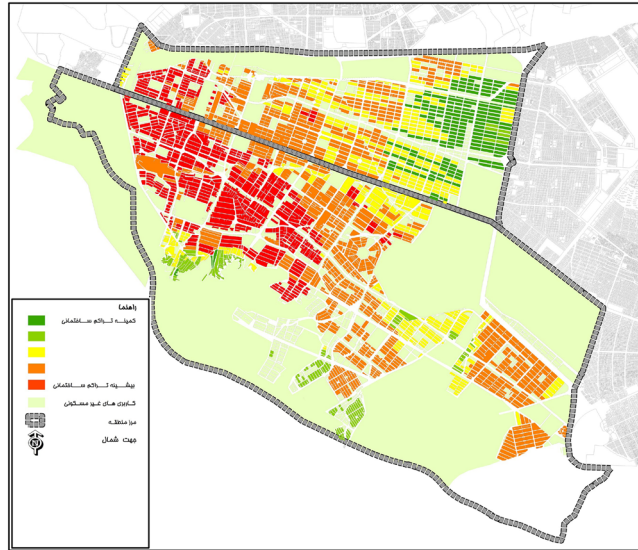 راهنما
کمینه تراکم ساختمانی
بیشینه تراکم ساختمانی
کاربری های غیر مسکونی
مرز منطقه
جهت شمال
N